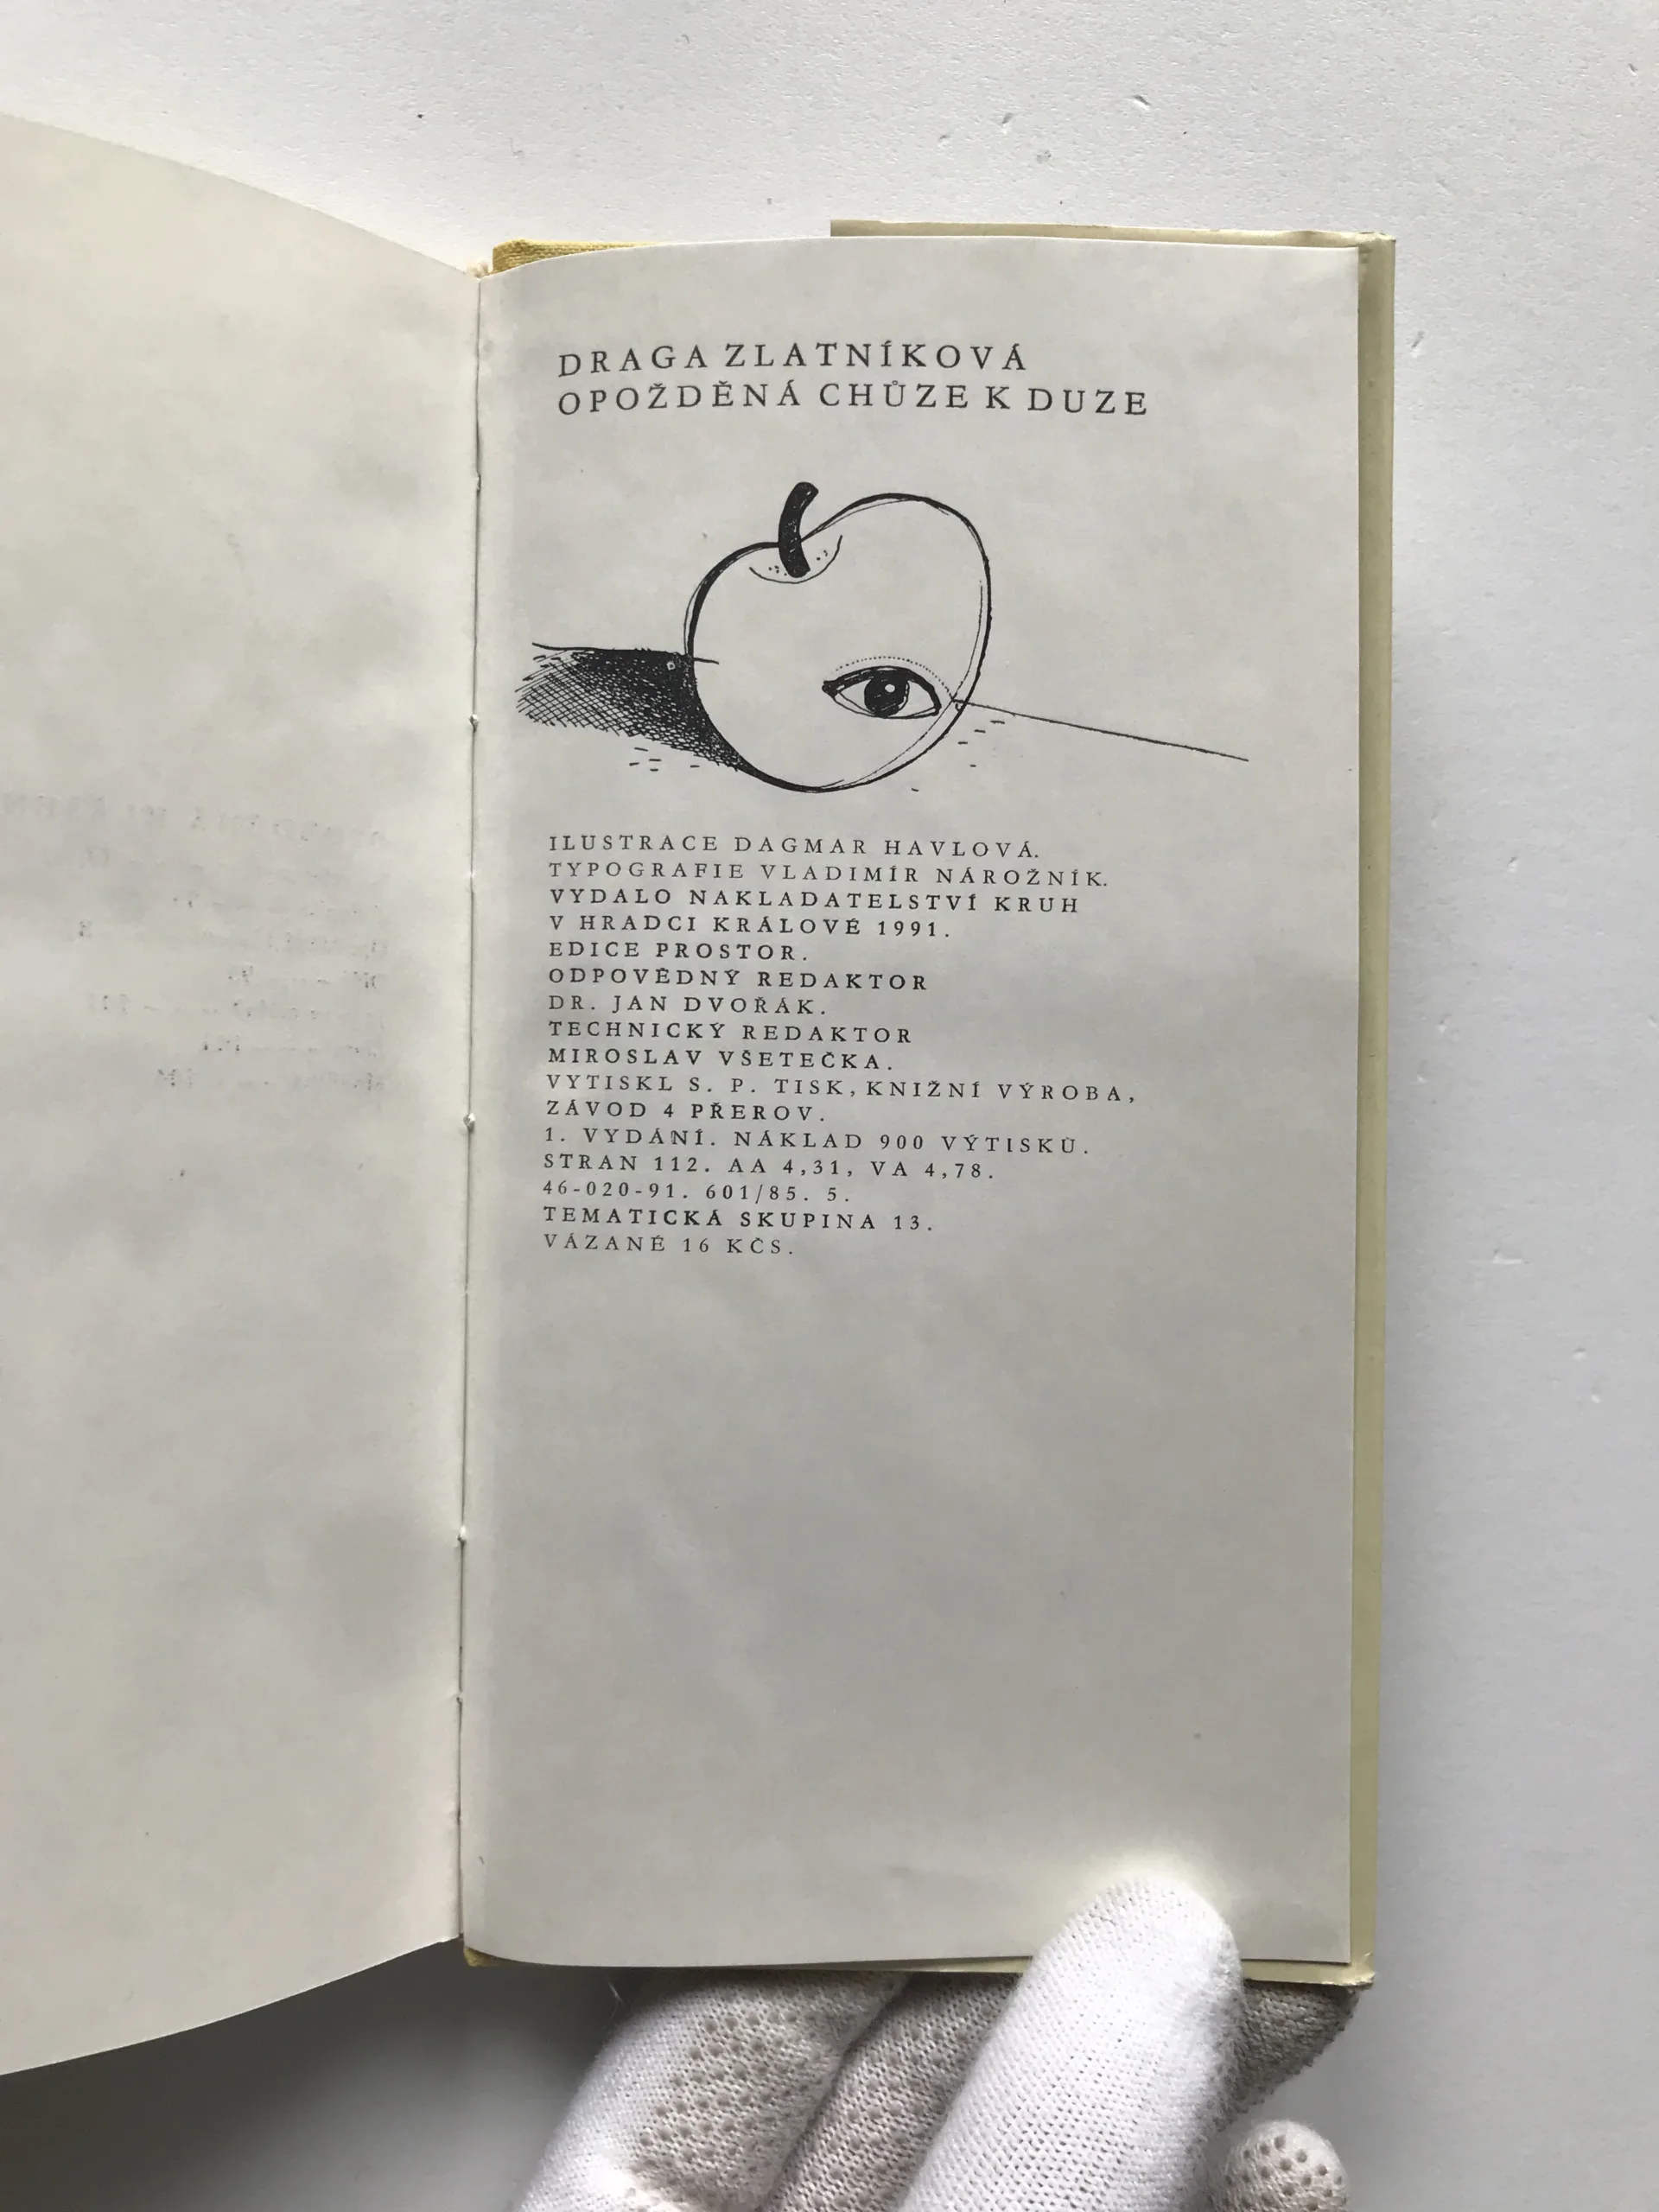 DRAGA ZLATNÍKOVÁ
OPOŽDĚNÁ CHŮZE K DUZE
ILUSTRACE DAGMAR HAVLOVÁ.
TYPOGRAFIE VLADIMÍR NÁROŽNÍK.
VYDALO NAKLADATELSTVÍ KRUH
V HRADCI KRÁLOVÉ 1991.
EDICE PROSTOR.
ODPOVĚDNÝ REDAKTOR
DR. JAN DVOŘÁK.
TECHNICKÝ REDAKTOR
MIROSLAV VŠETEČKA.
VYTISKL S. P. TISK, KNIŽNÍ VÝROBA,
ZÁVOD 4 PŘEROV.
1. VYDÁNÍ. NÁKLAD 900 VÝTISKŮ.
STRAN 112. AA 4,31, VA 4,78.
46-020-91. 601/85. 5.
TEMATICKÁ SKUPINA 13.
VÁZANÉ 16 KČS.